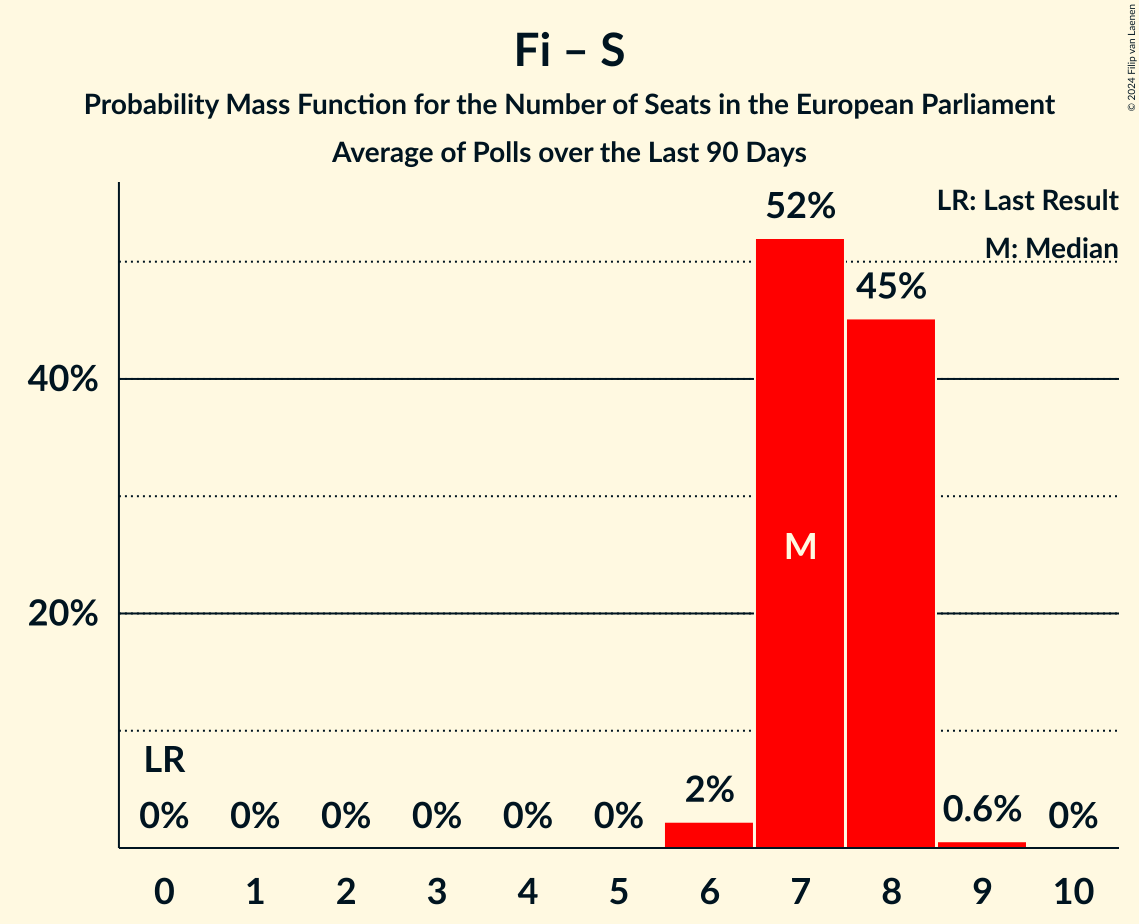 Fi – S
Probability Mass Function for the Number of Seats in the European Parliament
Average of Polls over the Last 90 Days
© 2024 Filip van Laenen
LR: Last Result
M: Median
52%
45%
40%
M
20%
LR
0% 0% 0% 0% 0% 0% 2% 0.6% 0%
0 1 2 3 4 5 6 7 8 9 10